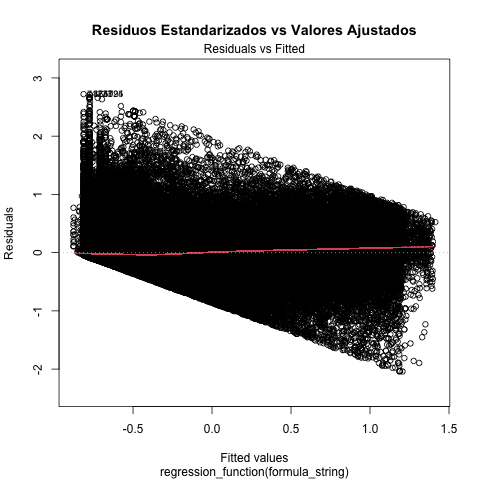 Residuos Estandarizados vs Valores Ajustados
Residuals vs Fitted
3
2
1
0
-1
-2
Residuals
-0.5 0.0 0.5 1.0 1.5
Fitted values
regression_function(formula_string)